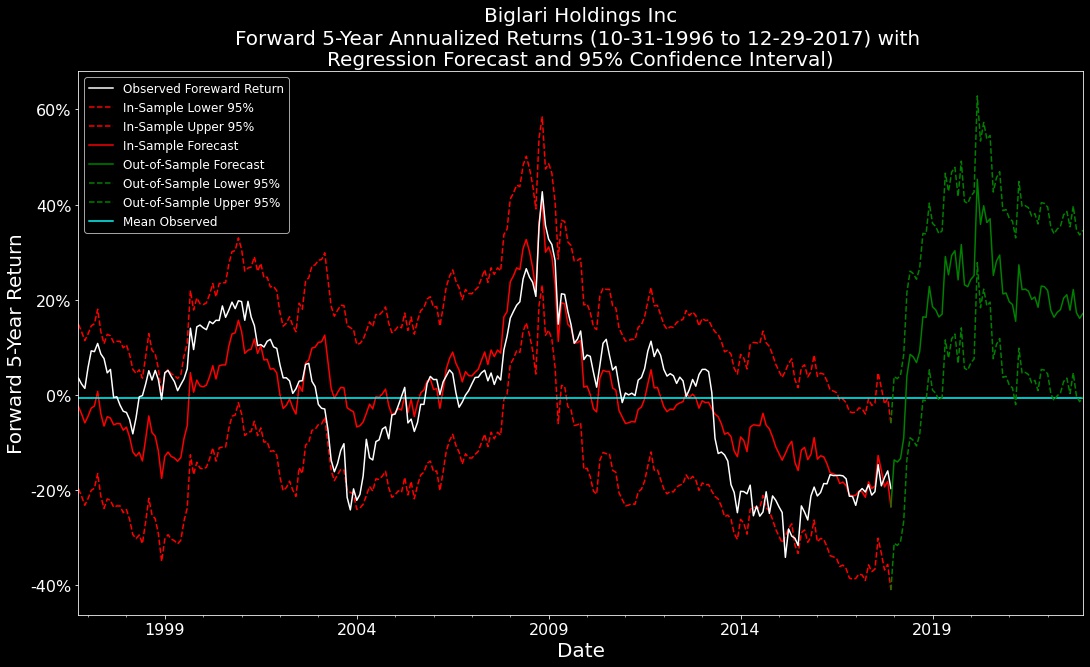 Biglari Holdings Inc
Forward 5-Year Annualized Returns (10-31-1996 to 12-29-2017) with
Regression Forecast and 95% Confidence Interval)
Observed Foreward Return
In-Sample Lower 95%
In-Sample Upper 95%
In-Sample Forecast
Out-of-Sample Forecast
Out-of-Sample Lower 95%
Out-of-Sample Upper 95%
Mean Observed
Forward 5-Year Return
60%
40%
20%
0%
-20%
-40%
1999
2004
2009
2014
2019
Date